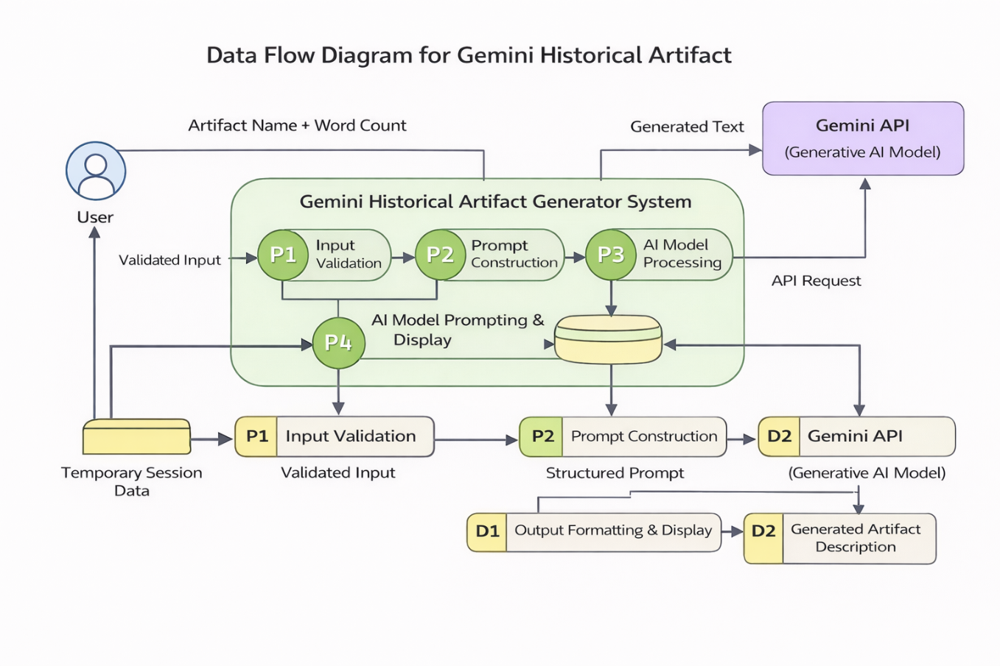 Data Flow Diagram for Gemini Historical Artifact
Artifact Name + Word Count
Generated Text
Gemini API
(Generative AI Model)
User
Gemini Historical Artifact Generator System
Validated Input
P1
Input
Validation
P2
Prompt
Construction
P3
AI Model
Processing
API Request
P4
AI Model Prompting &
Display
Temporary Session
Data
P1
Input Validation
Validated Input
P2
Prompt Construction
Structured Prompt
D2
Gemini API
(Generative AI Model)
D1
Output Formatting & Display
D2
Generated Artifact
Description